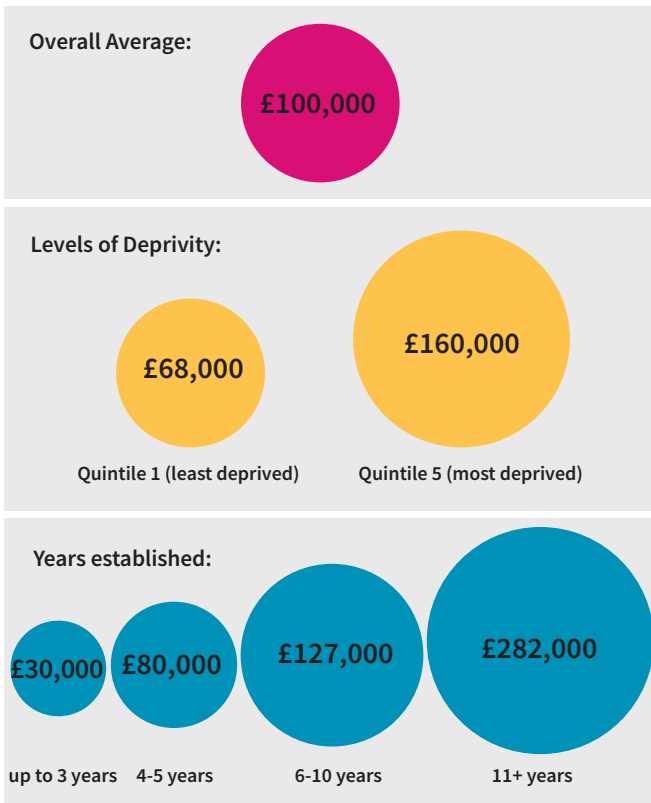 Overall Average:
£100,000
Levels of Deprivity:
£68,000
£160,000
Quintile 1 (least deprived)
Quintile 5 (most deprived)
Years established:
£30,000
£80,000
£127,000
£282,000
up to 3 years
4-5 years
6-10 years
11+ years